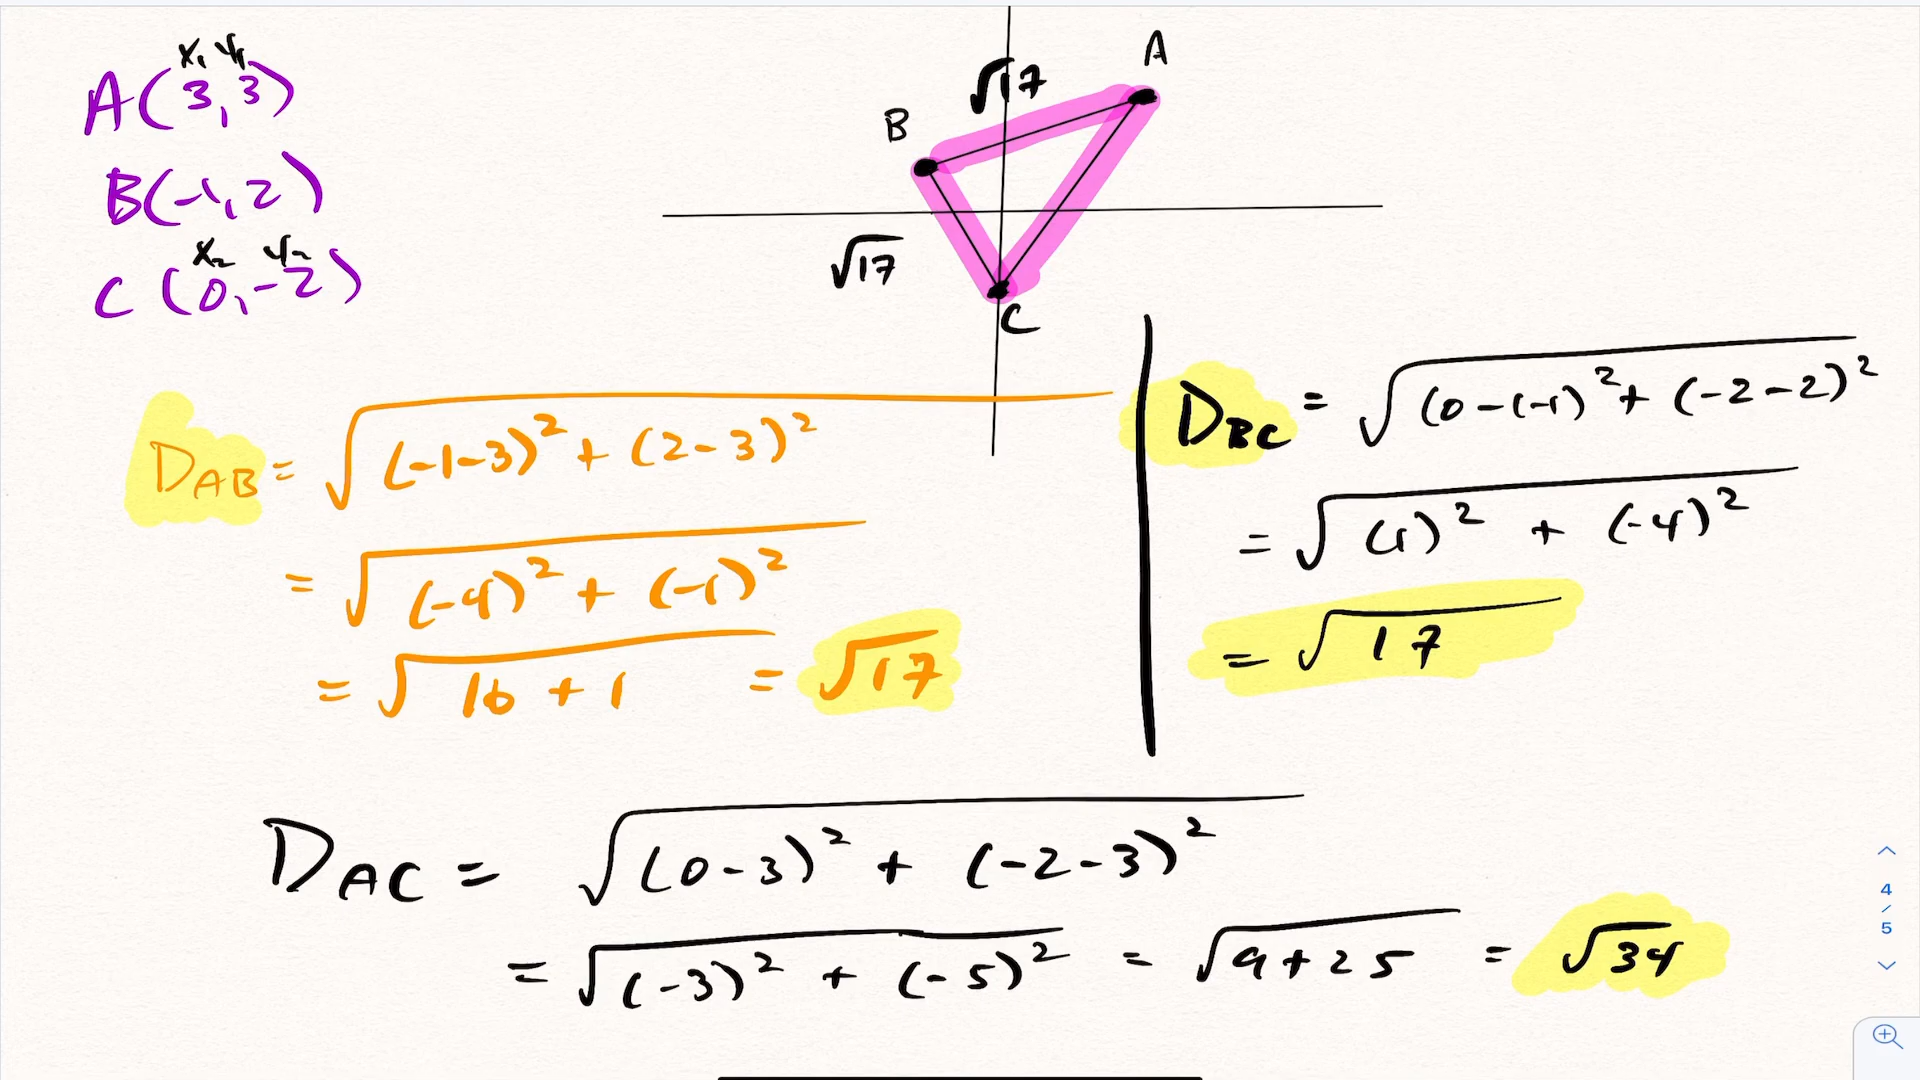 x₁ y₁
A(3,3)
B(-1,2)
x₂ y₂
C(0,-2)
√17
A
B
√17
C
D_AB = √((-1-3)² + (2-3)²)
= √((-4)² + (-1)²)
= √(16 + 1) = √17
D_BC = √((0-(-1)² + (-2-2)²
= √((1)² + (-4)²)
= √17
D_AC = √((0-3)² + (-2-3)²)
= √((-3)² + (-5)²) = √(9+25) = √34
4
/
5